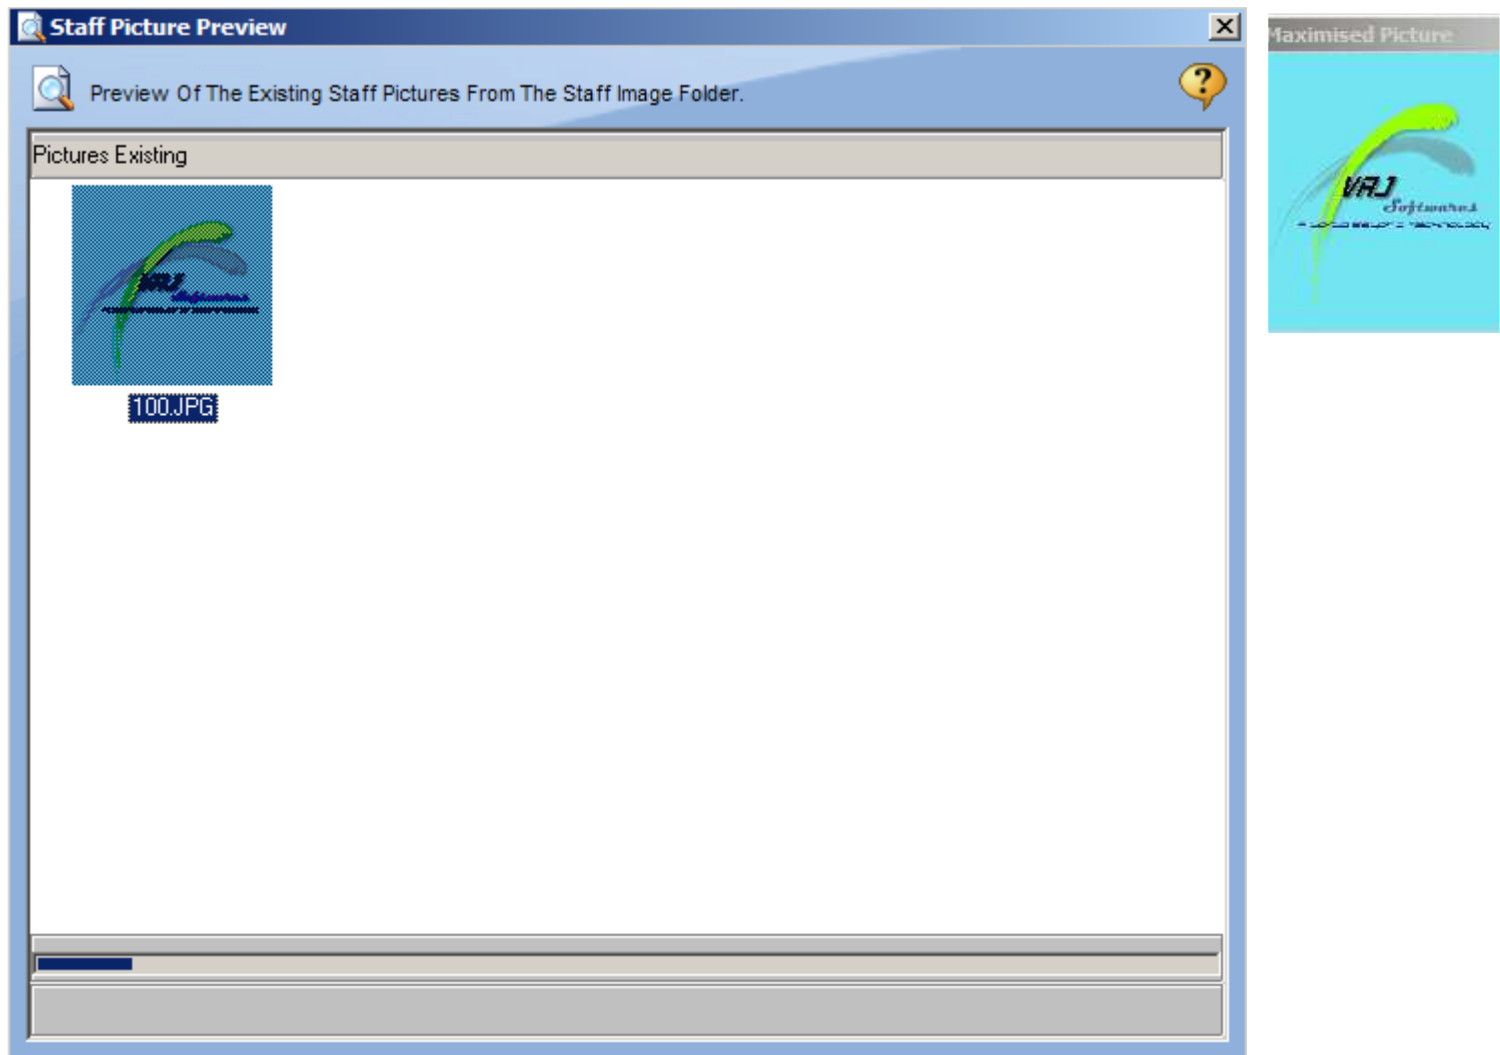 Staff Picture Preview
Preview Of The Existing Staff Pictures From The Staff Image Folder.
Pictures Existing
VRJ
Softwares
100.JPG
Maximised Picture
VRJ
Softwares